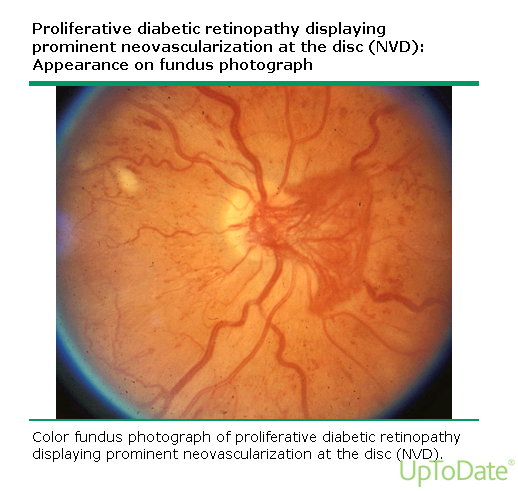 Proliferative diabetic retinopathy displaying
prominent neovascularization at the disc (NVD):
Appearance on fundus photograph
Color fundus photograph of proliferative diabetic retinopathy
displaying prominent neovascularization at the disc (NVD).
UpToDate®